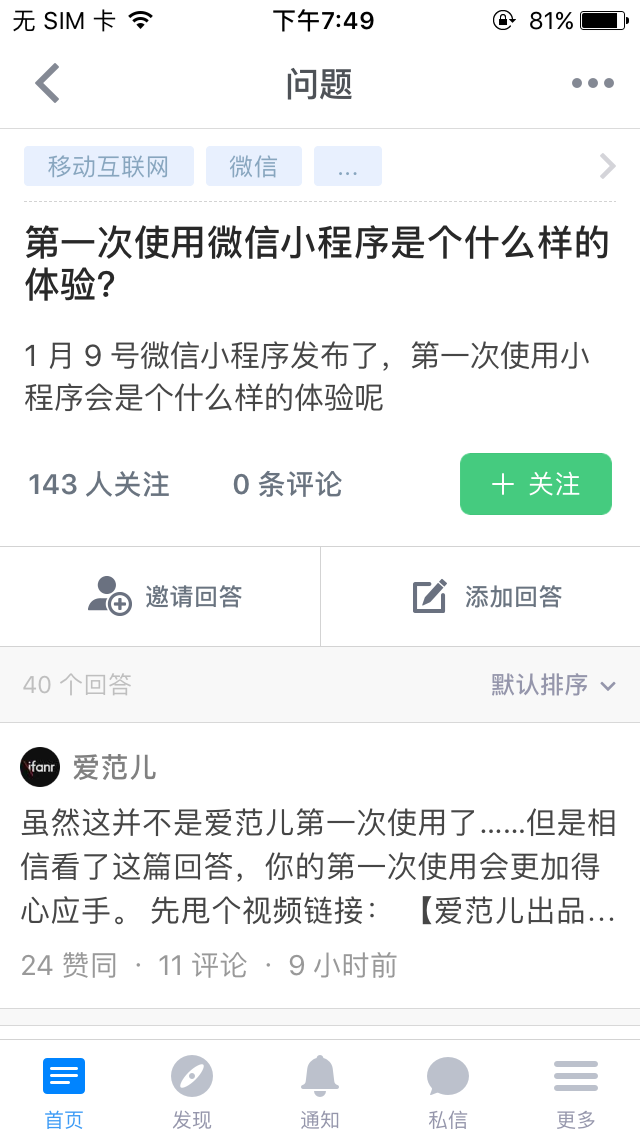 无 SIM 卡 下午7:49 81%
问题
移动互联网 微信 ...
第一次使用微信小程序是个什么样的
体验?
1 月 9 号微信小程序发布了，第一次使用小
程序会是个什么样的体验呢
143 人关注 0 条评论 + 关注
邀请回答 添加回答
40 个回答 默认排序
ifanr 爱范儿
虽然这并不是爱范儿第一次使用了......但是相
信看了这篇回答，你的第一次使用会更加得
心应手。 先甩个视频链接： 【爱范儿出品...
24 赞同 · 11 评论 · 9 小时前
首页 发现 通知 私信 更多